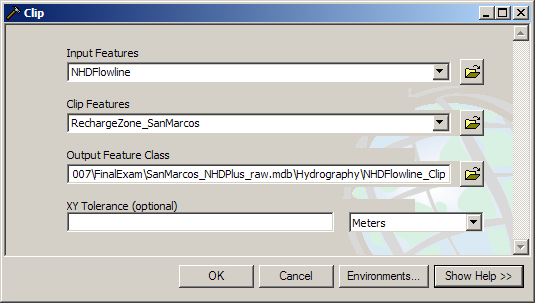 Clip
Input Features
NHDFlowline
Clip Features
RechargeZone_SanMarcos
Output Feature Class
007\FinalExam\SanMarcos_NHDPlus_raw.mdb\Hydrography\NHDFlowline_Clip
XY Tolerance (optional)
Meters
OK Cancel Environments... Show Help >>